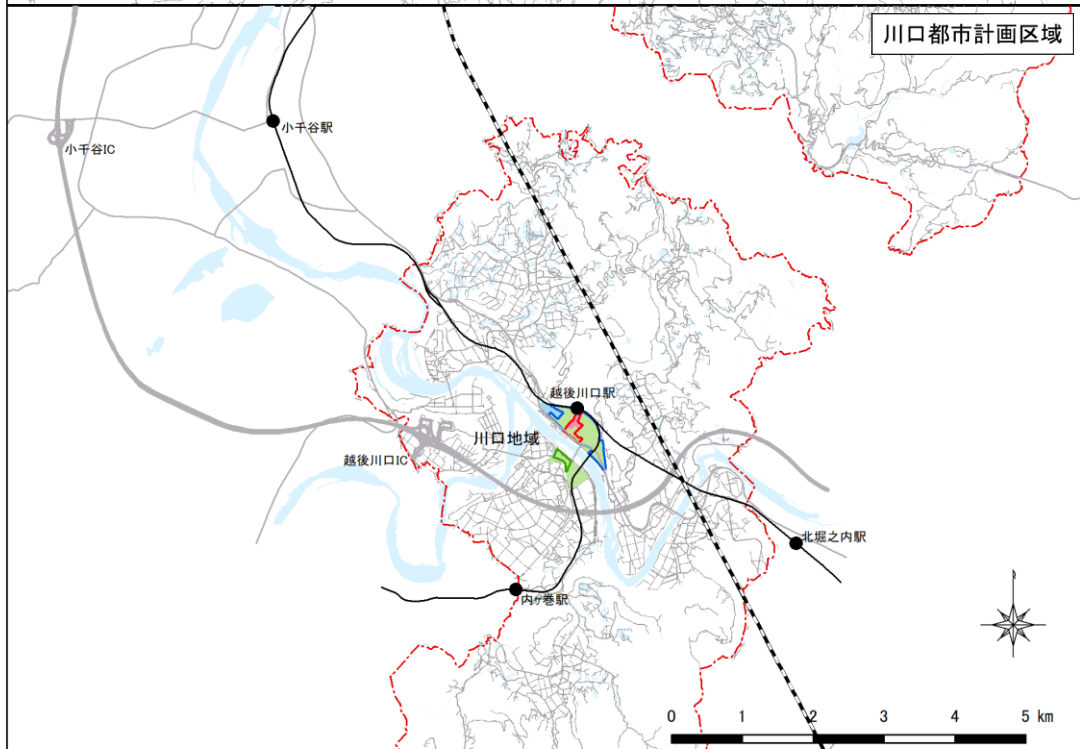 川口都市計画区域
小千谷駅
小千谷IC
越後川口駅
川口地域
越後川口IC
北堀之内駅
内ヶ巻駅
0 1 2 3 4 5 km